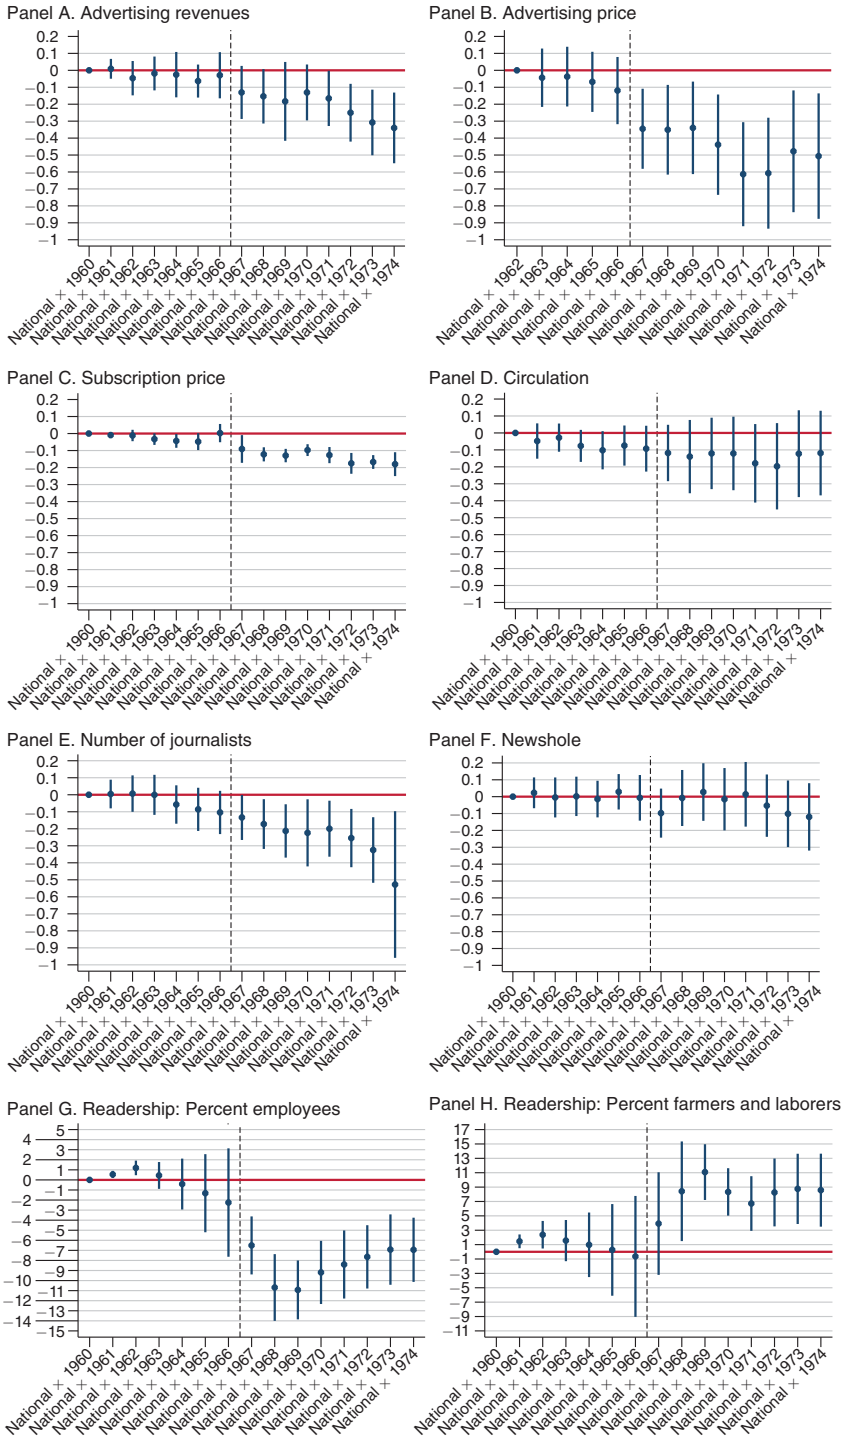 Panel A. Advertising revenues
0.2
0.1
0
−0.1
−0.2
−0.3
−0.4
−0.5
−0.6
−0.7
−0.8
−0.9
−1
National × 1960
National × 1961
National × 1962
National × 1963
National × 1964
National × 1965
National × 1966
National × 1967
National × 1968
National × 1969
National × 1970
National × 1971
National × 1972
National × 1973
National × 1974
Panel B. Advertising price
0.2
0.1
0
−0.1
−0.2
−0.3
−0.4
−0.5
−0.6
−0.7
−0.8
−0.9
−1
National × 1962
National × 1963
National × 1964
National × 1965
National × 1966
National × 1967
National × 1968
National × 1969
National × 1970
National × 1971
National × 1972
National × 1973
National × 1974
Panel C. Subscription price
0.2
0.1
0
−0.1
−0.2
−0.3
−0.4
−0.5
−0.6
−0.7
−0.8
−0.9
−1
National × 1960
National × 1961
National × 1962
National × 1963
National × 1964
National × 1965
National × 1966
National × 1967
National × 1968
National × 1969
National × 1970
National × 1971
National × 1972
National × 1973
National × 1974
Panel D. Circulation
0.2
0.1
0
−0.1
−0.2
−0.3
−0.4
−0.5
−0.6
−0.7
−0.8
−0.9
−1
National × 1960
National × 1961
National × 1962
National × 1963
National × 1964
National × 1965
National × 1966
National × 1967
National × 1968
National × 1969
National × 1970
National × 1971
National × 1972
National × 1973
National × 1974
Panel E. Number of journalists
0.2
0.1
0
−0.1
−0.2
−0.3
−0.4
−0.5
−0.6
−0.7
−0.8
−0.9
−1
National × 1960
National × 1961
National × 1962
National × 1963
National × 1964
National × 1965
National × 1966
National × 1967
National × 1968
National × 1969
National × 1970
National × 1971
National × 1972
National × 1973
National × 1974
Panel F. Newshole
0.2
0.1
0
−0.1
−0.2
−0.3
−0.4
−0.5
−0.6
−0.7
−0.8
−0.9
−1
National × 1960
National × 1961
National × 1962
National × 1963
National × 1964
National × 1965
National × 1966
National × 1967
National × 1968
National × 1969
National × 1970
National × 1971
National × 1972
National × 1973
National × 1974
Panel G. Readership: Percent employees
5
4
3
2
1
0
−1
−2
−3
−4
−5
−6
−7
−8
−9
−10
−11
−12
−13
−14
−15
National × 1960
National × 1961
National × 1962
National × 1963
National × 1964
National × 1965
National × 1966
National × 1967
National × 1968
National × 1969
National × 1970
National × 1971
National × 1972
National × 1973
National × 1974
Panel H. Readership: Percent farmers and laborers
17
15
13
11
9
7
5
3
1
−1
−3
−5
−7
−9
−11
National × 1960
National × 1961
National × 1962
National × 1963
National × 1964
National × 1965
National × 1966
National × 1967
National × 1968
National × 1969
National × 1970
National × 1971
National × 1972
National × 1973
National × 1974